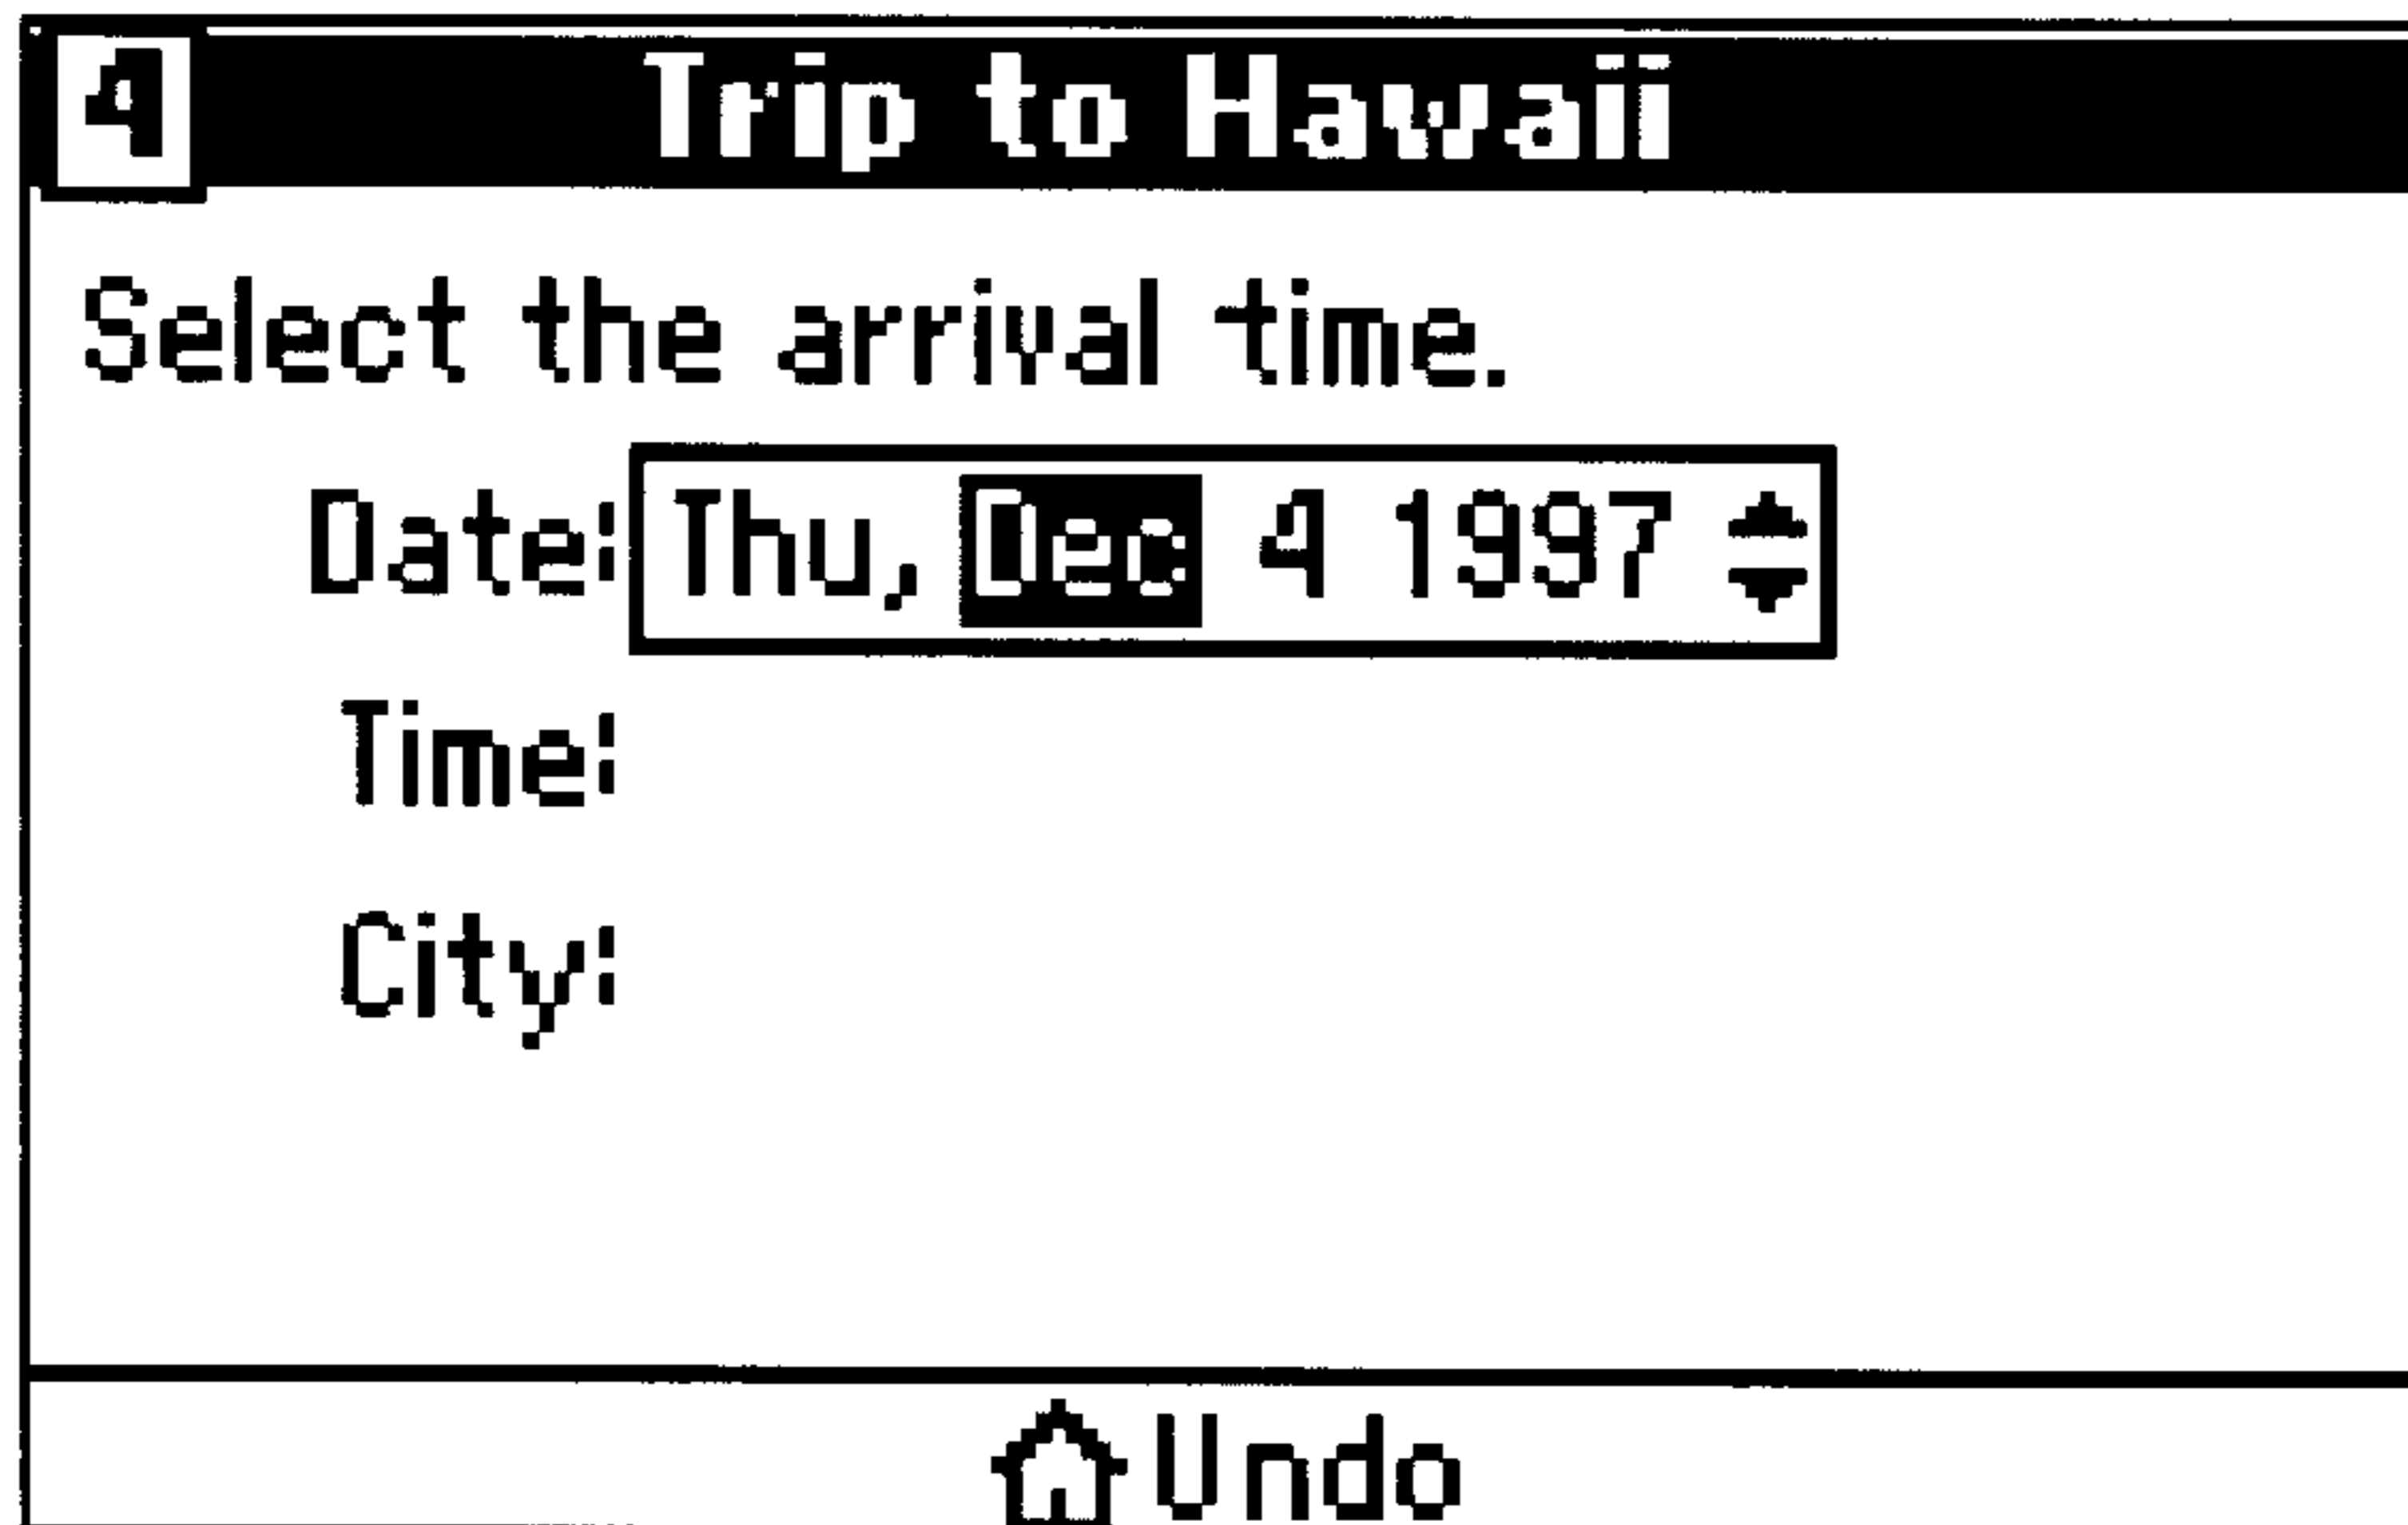 4 Trip to Hawaii
Select the arrival time.
Date: Thu, Dec 4 1997
Time:
City:
Undo